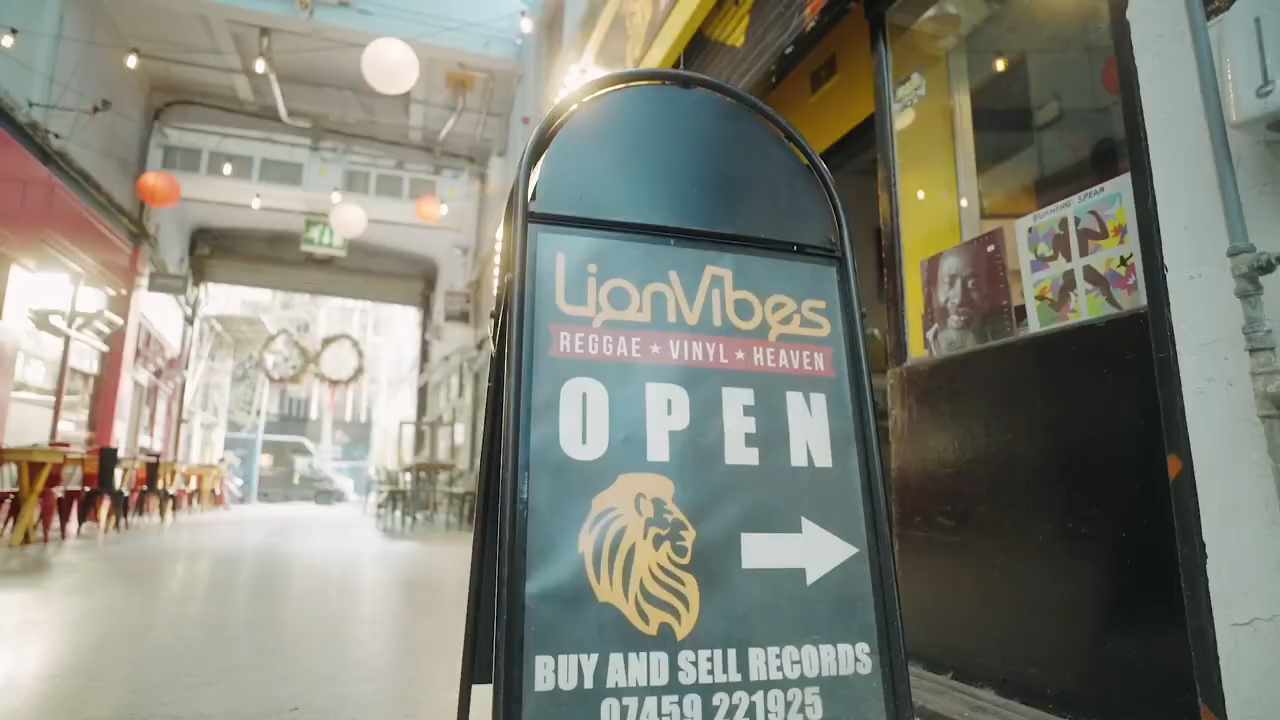 LionVibes
REGGAE ★ VINYL ★ HEAVEN
OPEN
BUY AND SELL RECORDS
07459 221925
BURNING SPEAR